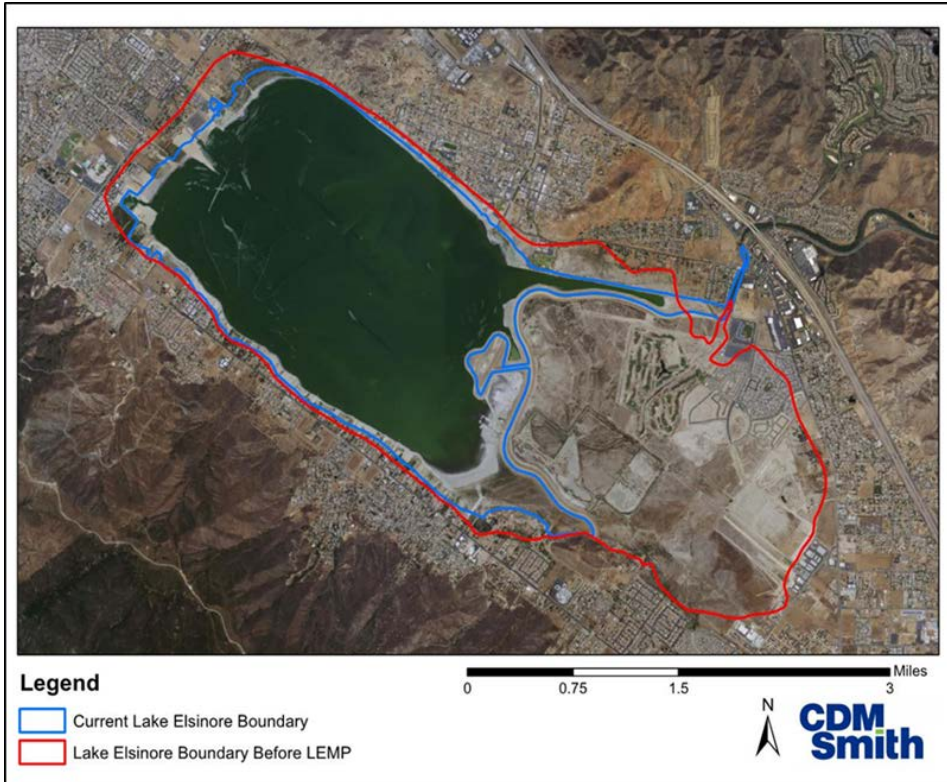 Legend
Current Lake Elsinore Boundary
Lake Elsinore Boundary Before LEMP
Miles
0 0.75 1.5 3
N
CDM
Smith